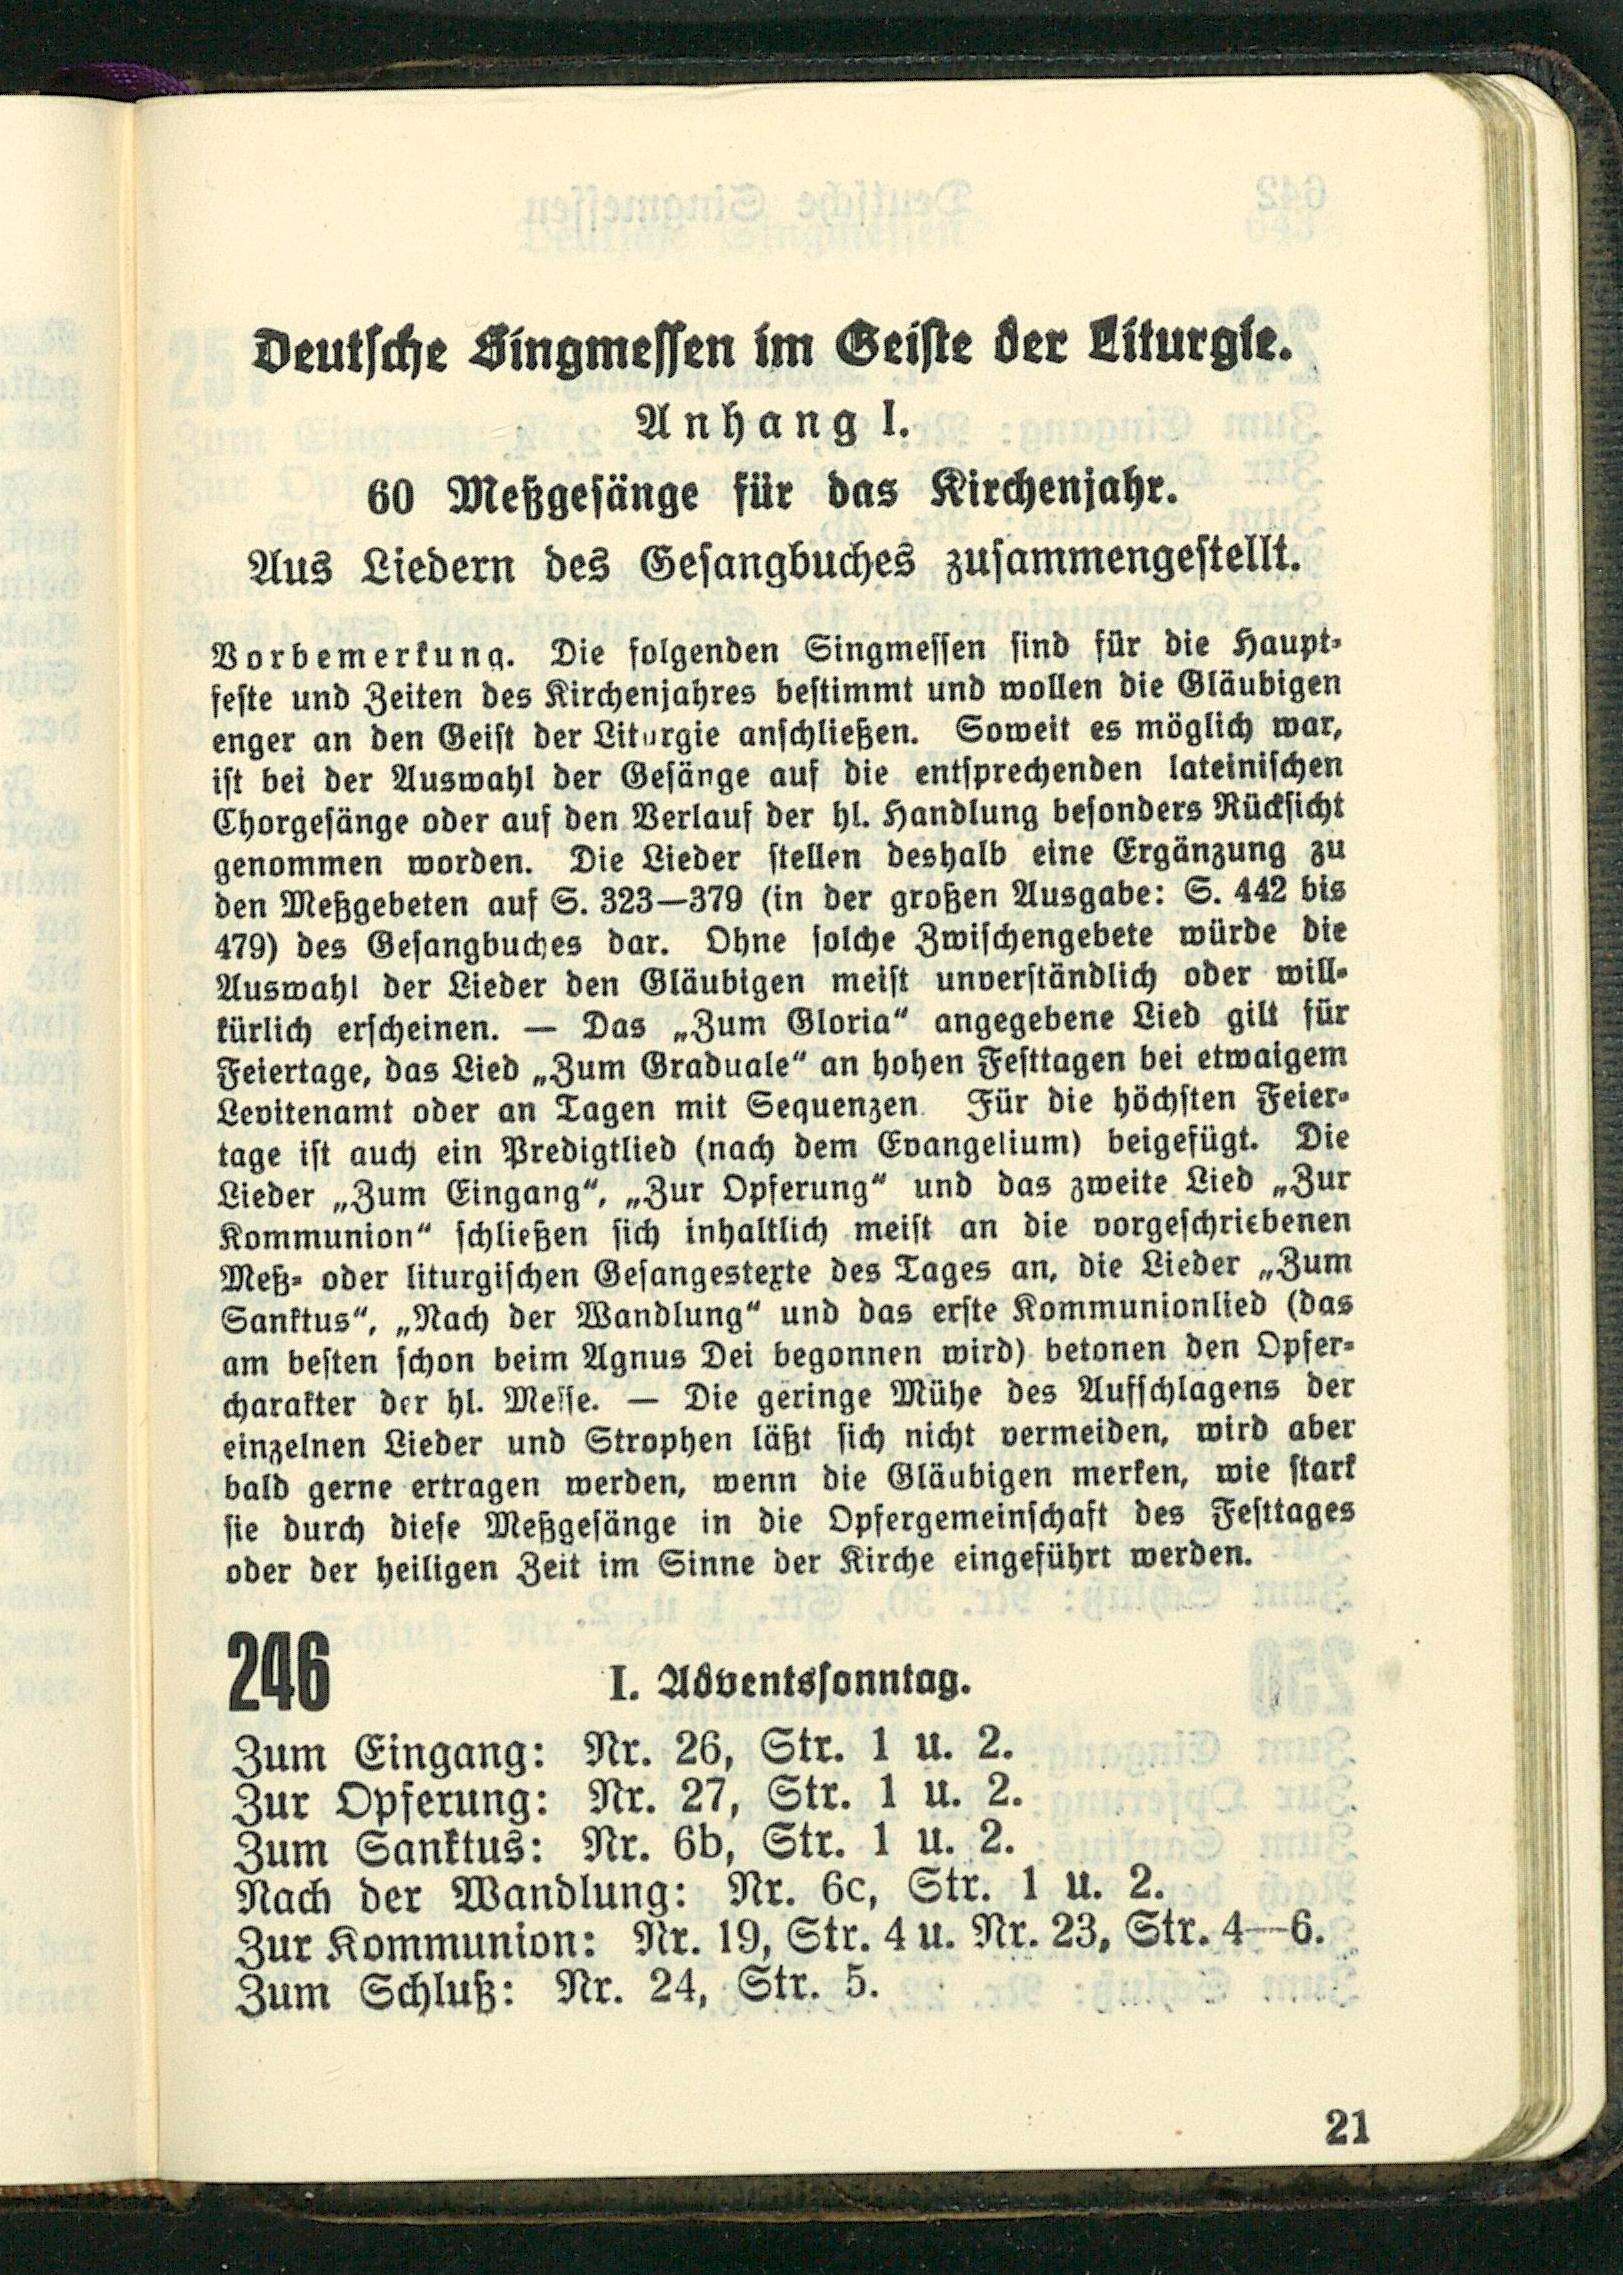 Deutsche Singmessen im Geiste der Liturgie.
Anhang I.
60 Meßgesänge für das Kirchenjahr.
Aus Liedern des Gesangbuches zusammengestellt.
Vorbemerkung. Die folgenden Singmessen sind für die Haupt-
feste und Zeiten des Kirchenjahres bestimmt und wollen die Gläubigen
enger an den Geist der Liturgie anschließen. Soweit es möglich war,
ist bei der Auswahl der Gesänge auf die entsprechenden lateinischen
Chorgesänge oder auf den Verlauf der hl. Handlung besonders Rücksicht
genommen worden. Die Lieder stellen deshalb eine Ergänzung zu
den Meßgebeten auf S. 323—379 (in der großen Ausgabe: S. 442 bis
479) des Gesangbuches dar. Ohne solche Zwischengebete würde die
Auswahl der Lieder den Gläubigen meist unverständlich oder will-
kürlich erscheinen. — Das „Zum Gloria“ angegebene Lied gilt für
Feiertage, das Lied „Zum Graduale“ an hohen Festtagen bei etwaigem
Levitenamt oder an Tagen mit Sequenzen. Für die höchsten Feier-
tage ist auch ein Predigtlied (nach dem Evangelium) beigefügt. Die
Lieder „Zum Eingang“, „Zur Opferung“ und das zweite Lied „Zur
Kommunion“ schließen sich inhaltlich meist an die vorgeschriebenen
Meß- oder liturgischen Gesangestexte des Tages an, die Lieder „Zum
Sanktus“, „Nach der Wandlung“ und das erste Kommunionlied (das
am besten schon beim Agnus Dei begonnen wird) betonen den Opfer-
charakter der hl. Messe. — Die geringe Mühe des Aufschlagens der
einzelnen Lieder und Strophen läßt sich nicht vermeiden, wird aber
bald gerne ertragen werden, wenn die Gläubigen merken, wie stark
sie durch diese Meßgesänge in die Opfergemeinschaft des Festtages
oder der heiligen Zeit im Sinne der Kirche eingeführt werden.
246 I. Adventssonntag.
Zum Eingang: Nr. 26, Str. 1 u. 2.
Zur Opferung: Nr. 27, Str. 1 u. 2.
Zum Sanktus: Nr. 6b, Str. 1 u. 2.
Nach der Wandlung: Nr. 6c, Str. 1 u. 2.
Zur Kommunion: Nr. 19, Str. 4 u. Nr. 23, Str. 4—6.
Zum Schluß: Nr. 24, Str. 5.
21